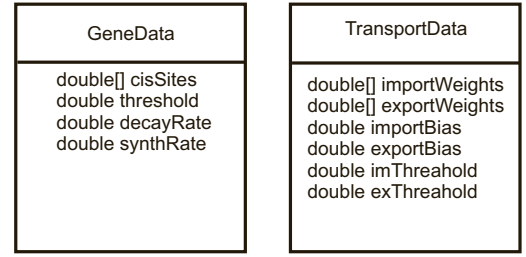 GeneData
double[] cisSites
double threshold
double decayRate
double synthRate
TransportData
double[] importWeights
double[] exportWeights
double importBias
double exportBias
double imThreahold
double exThreahold